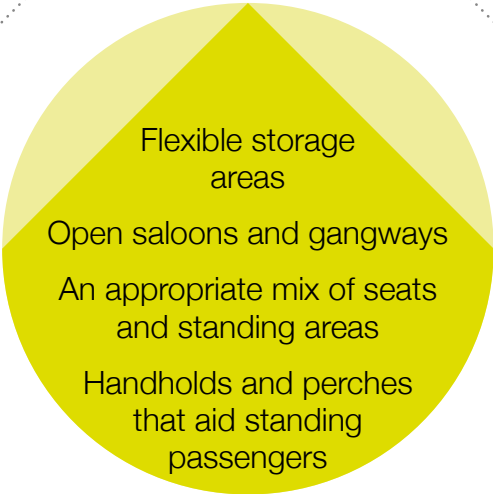 Flexible storage
areas
Open saloons and gangways
An appropriate mix of seats
and standing areas
Handholds and perches
that aid standing
passengers